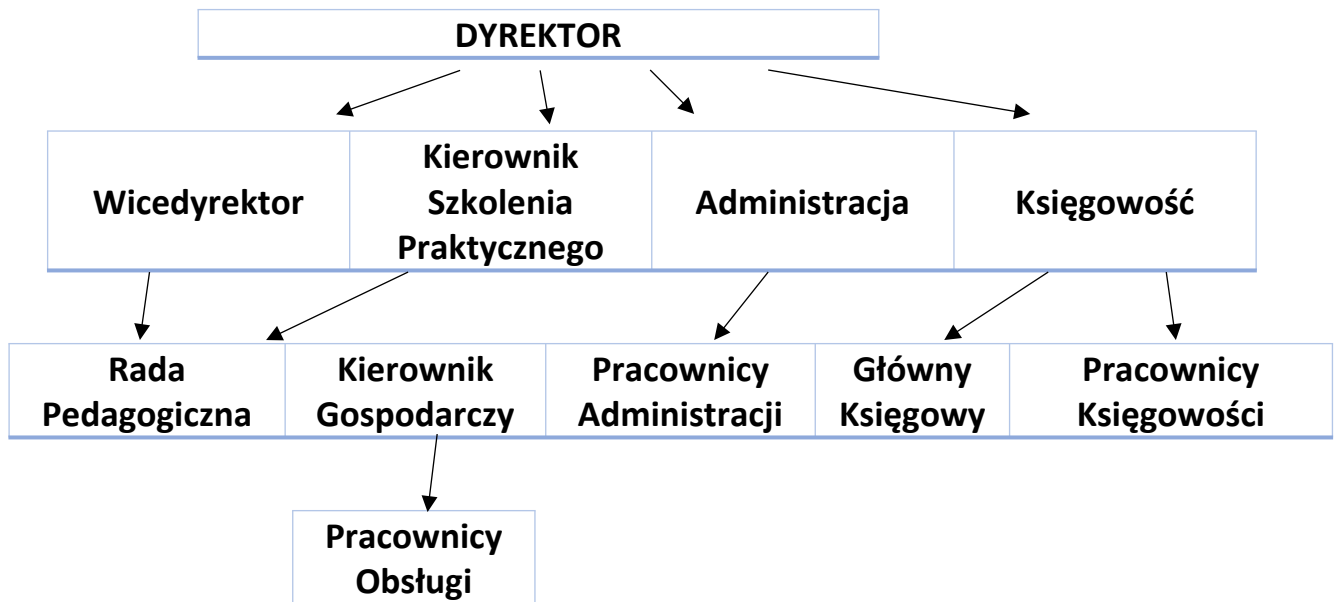 DYREKTOR
Wicedyrektor
Kierownik
Szkolenia
Praktycznego
Administracja
Księgowość
Rada
Pedagogiczna
Kierownik
Gospodarczy
Pracownicy
Administracji
Główny
Księgowy
Pracownicy
Księgowości
Pracownicy
Obsługi